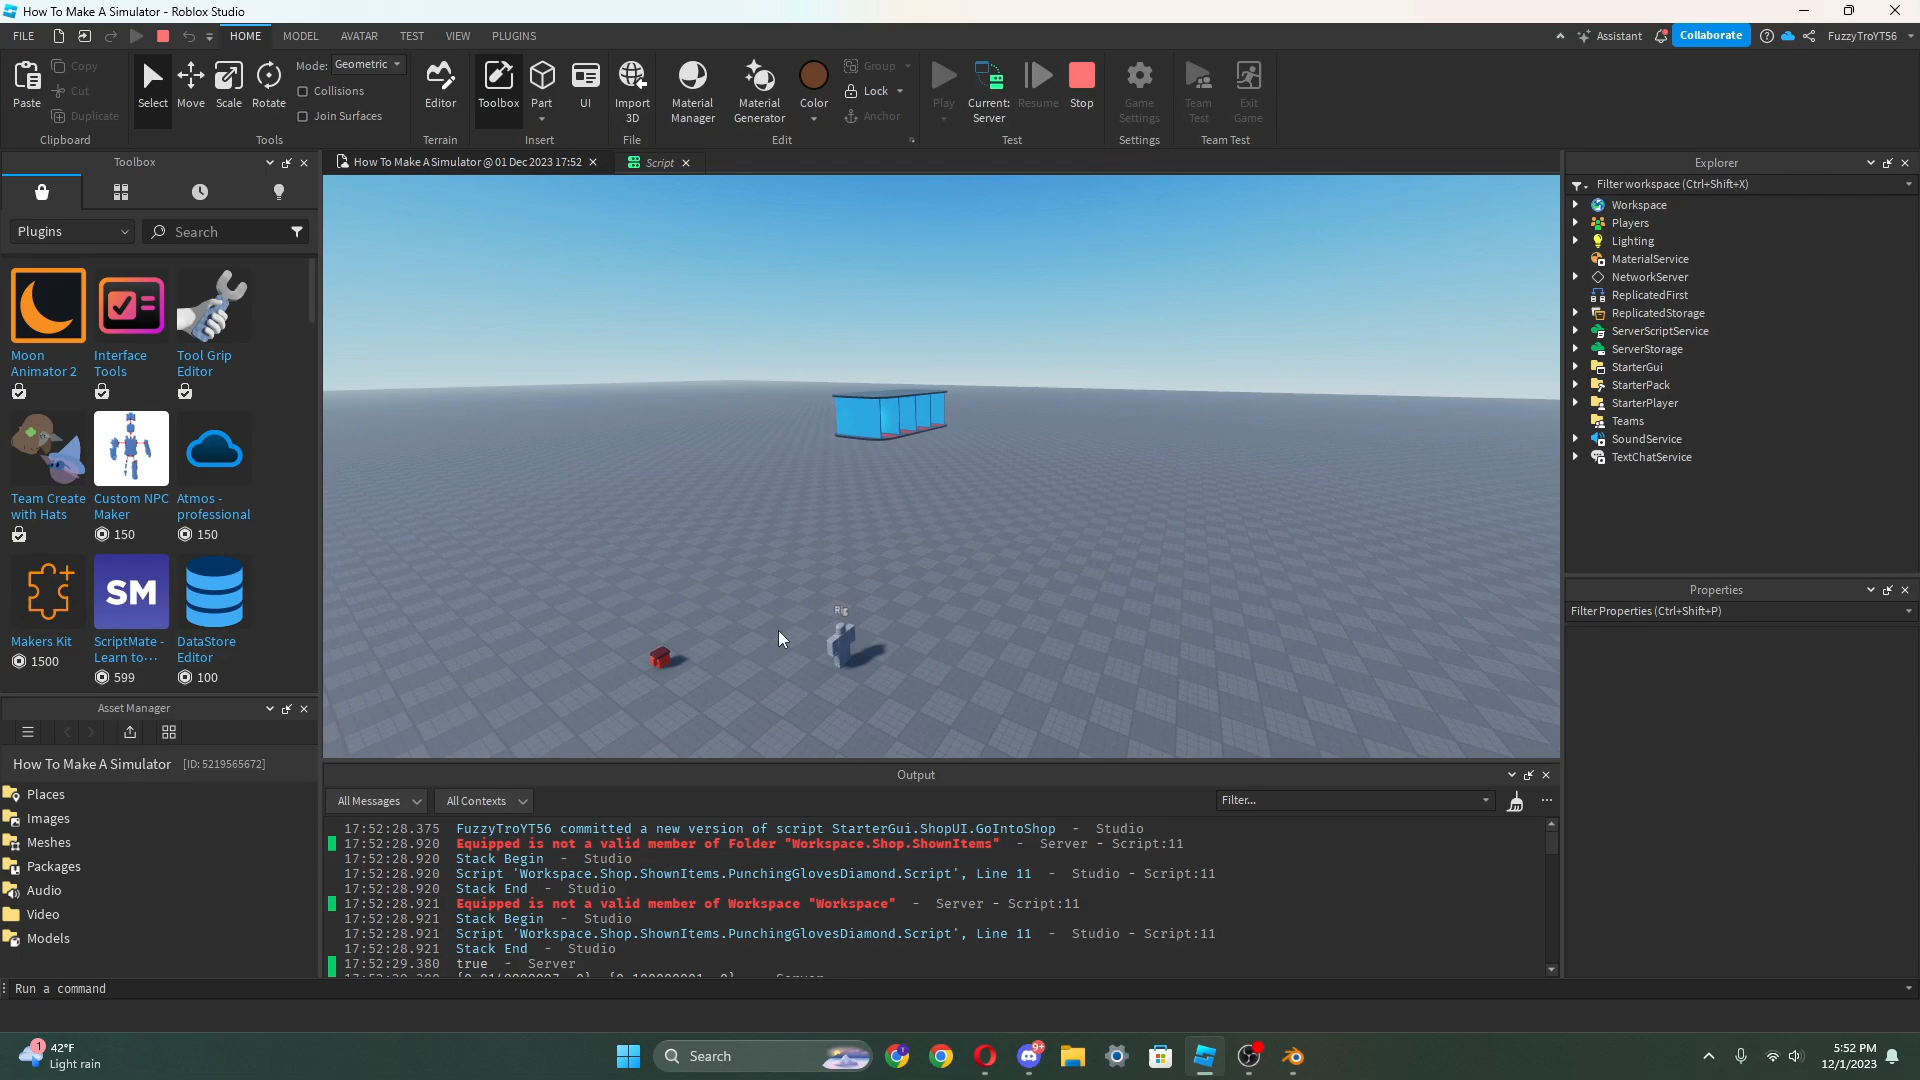 How To Make A Simulator - Roblox Studio
FILE HOME MODEL AVATAR TEST VIEW PLUGINS Assistant Collaborate FuzzyTroYT56
Paste Copy Cut Duplicate
Clipboard
Select Move Scale Rotate Mode: Geometric Collisions Join Surfaces
Tools
Editor
Terrain
Toolbox Part UI
Insert
Import 3D
File
Material Manager Material Generator Color Group Lock Anchor
Edit
Play Current: Server Resume Stop
Test
Game Settings
Settings
Team Test Exit Game
Team Test
Toolbox
Plugins Search
Moon Animator 2
Interface Tools
Tool Grip Editor
Team Create with Hats
Custom NPC Maker
150
Atmos - professional
150
Makers Kit
1500
SM
ScriptMate - Learn to...
599
DataStore Editor
100
Asset Manager
How To Make A Simulator [ID: 5219565672]
Places
Images
Meshes
Packages
Audio
Video
Models
How To Make A Simulator @ 01 Dec 2023 17:52 Script
Rig
Output
All Messages All Contexts Filter...
17:52:28.375 FuzzyTroYT56 committed a new version of script StarterGui.ShopUI.GoIntoShop - Studio
17:52:28.920 Equipped is not a valid member of Folder "Workspace.Shop.ShownItems" - Server - Script:11
17:52:28.920 Stack Begin - Studio
17:52:28.920 Script 'Workspace.Shop.ShownItems.PunchingGlovesDiamond.Script', Line 11 - Studio - Script:11
17:52:28.920 Stack End - Studio
17:52:28.921 Equipped is not a valid member of Workspace "Workspace" - Server - Script:11
17:52:28.921 Stack Begin - Studio
17:52:28.921 Script 'Workspace.Shop.ShownItems.PunchingGlovesDiamond.Script', Line 11 - Studio - Script:11
17:52:28.921 Stack End - Studio
17:52:29.380 true - Server
Explorer
Filter workspace (Ctrl+Shift+X)
Workspace
Players
Lighting
MaterialService
NetworkServer
ReplicatedFirst
ReplicatedStorage
ServerScriptService
ServerStorage
StarterGui
StarterPack
StarterPlayer
Teams
SoundService
TextChatService
Properties
Filter Properties (Ctrl+Shift+P)
Run a command
1 42°F
Light rain
Search
9+
5:52 PM
12/1/2023